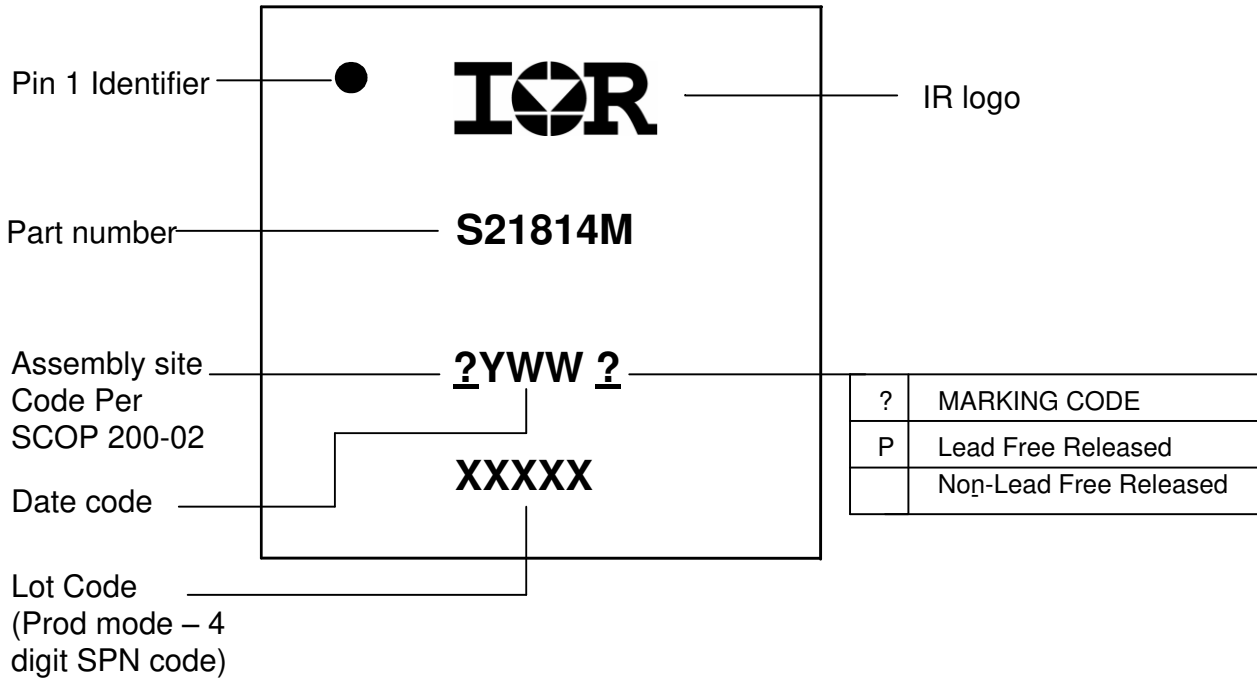 Pin 1 Identifier
IOR
IR logo
Part number
S21814M
Assembly site
Code Per
SCOP 200-02
?YWW ?
? MARKING CODE
P Lead Free Released
Non-Lead Free Released
Date code
XXXXX
Lot Code
(Prod mode – 4
digit SPN code)